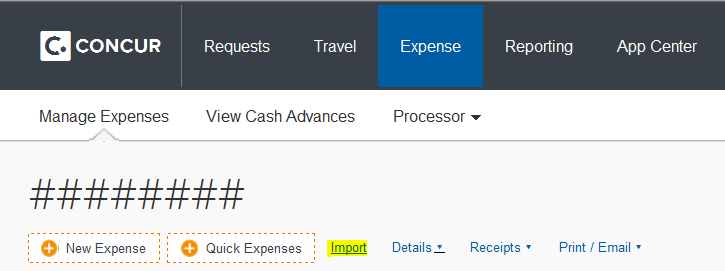 C. CONCUR Requests Travel Expense Reporting App Center
Manage Expenses View Cash Advances Processor
########
New Expense Quick Expenses Import Details Receipts Print / Email